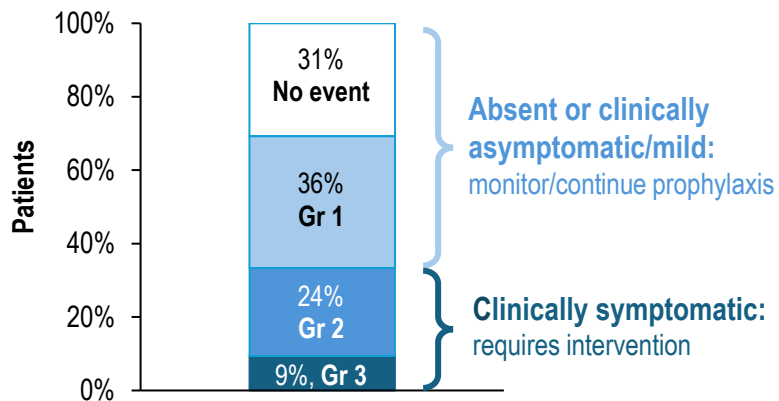 Patients
100%
80%
60%
40%
20%
0%
31%
No event
36%
Gr 1
24%
Gr 2
9%, Gr 3
Absent or clinically
asymptomatic/mild:
monitor/continue prophylaxis
Clinically symptomatic:
requires intervention